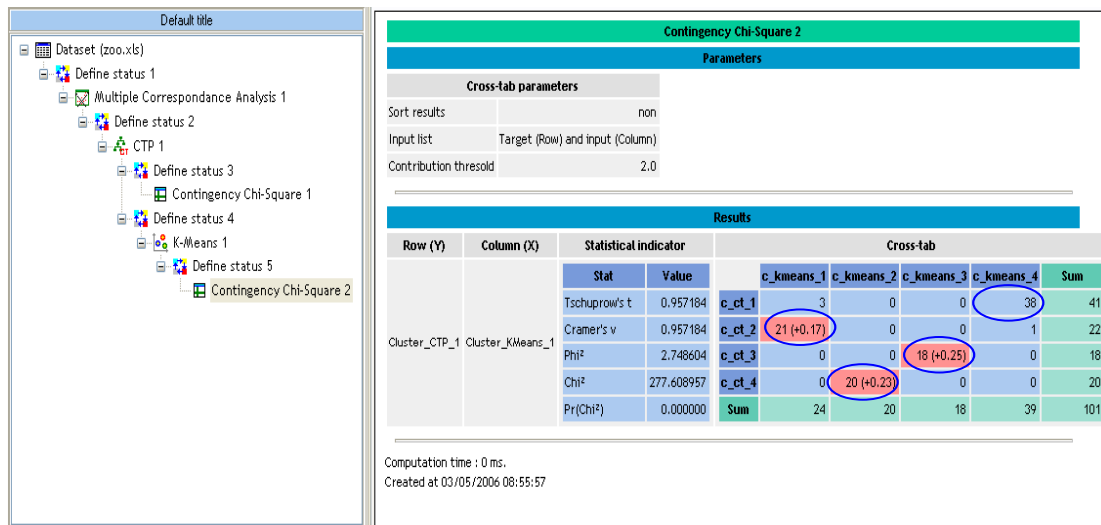 Default title
Dataset (zoo.xls)
Define status 1
Multiple Correspondance Analysis 1
Define status 2
CTP 1
Define status 3
Contingency Chi-Square 1
Define status 4
K-Means 1
Define status 5
Contingency Chi-Square 2
Contingency Chi-Square 2
Parameters
Cross-tab parameters
Sort results non
Input list Target (Row) and input (Column)
Contribution thresold 2.0
Results
Row (Y) Column (X) Statistical indicator Cross-tab
Cluster_CTP_1 Cluster_KMeans_1
Stat Value
Tschuprow's t 0.957184
Cramer's v 0.957184
Phi² 2.748604
Chi² 277.608957
Pr(Chi²) 0.000000
c_kmeans_1 c_kmeans_2 c_kmeans_3 c_kmeans_4 Sum
c_ct_1 3 0 0 38 41
c_ct_2 21 (+0.17) 0 0 1 22
c_ct_3 0 0 18 (+0.25) 0 18
c_ct_4 0 20 (+0.23) 0 0 20
Sum 24 20 18 39 101
Computation time : 0 ms.
Created at 03/05/2006 08:55:57